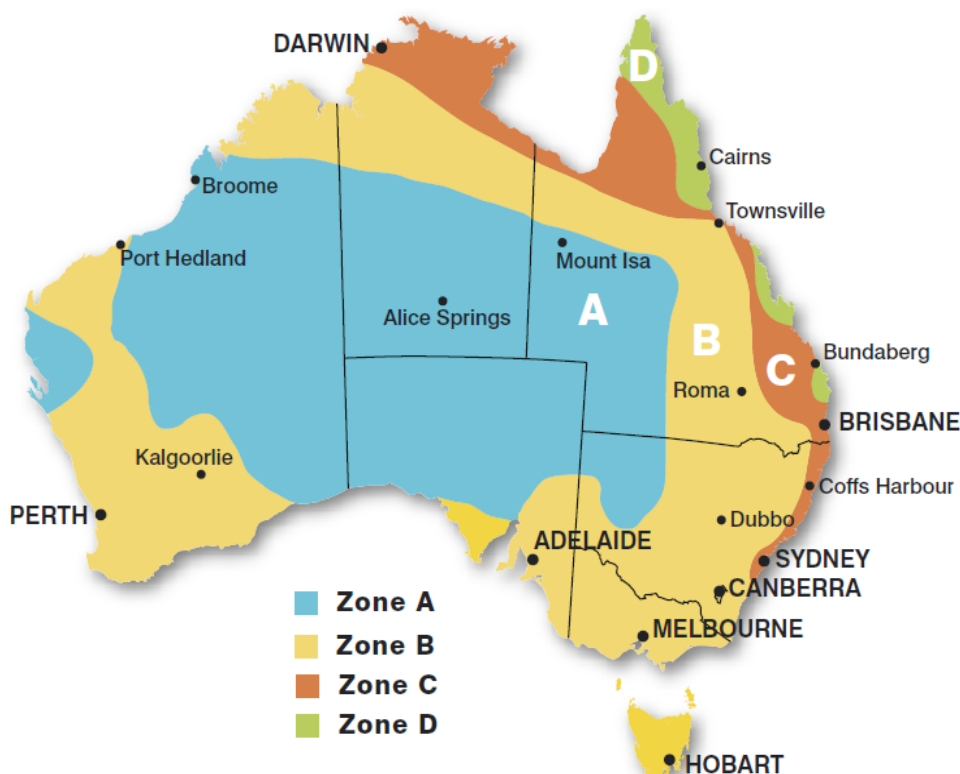 DARWIN
D
Cairns
Broome
Townsville
Port Hedland
Mount Isa
Alice Springs
A
B
Bundaberg
C
Roma
BRISBANE
Kalgoorlie
Coffs Harbour
PERTH
Dubbo
ADELAIDE
SYDNEY
CANBERRA
Zone A
MELBOURNE
Zone B
Zone C
Zone D
HOBART